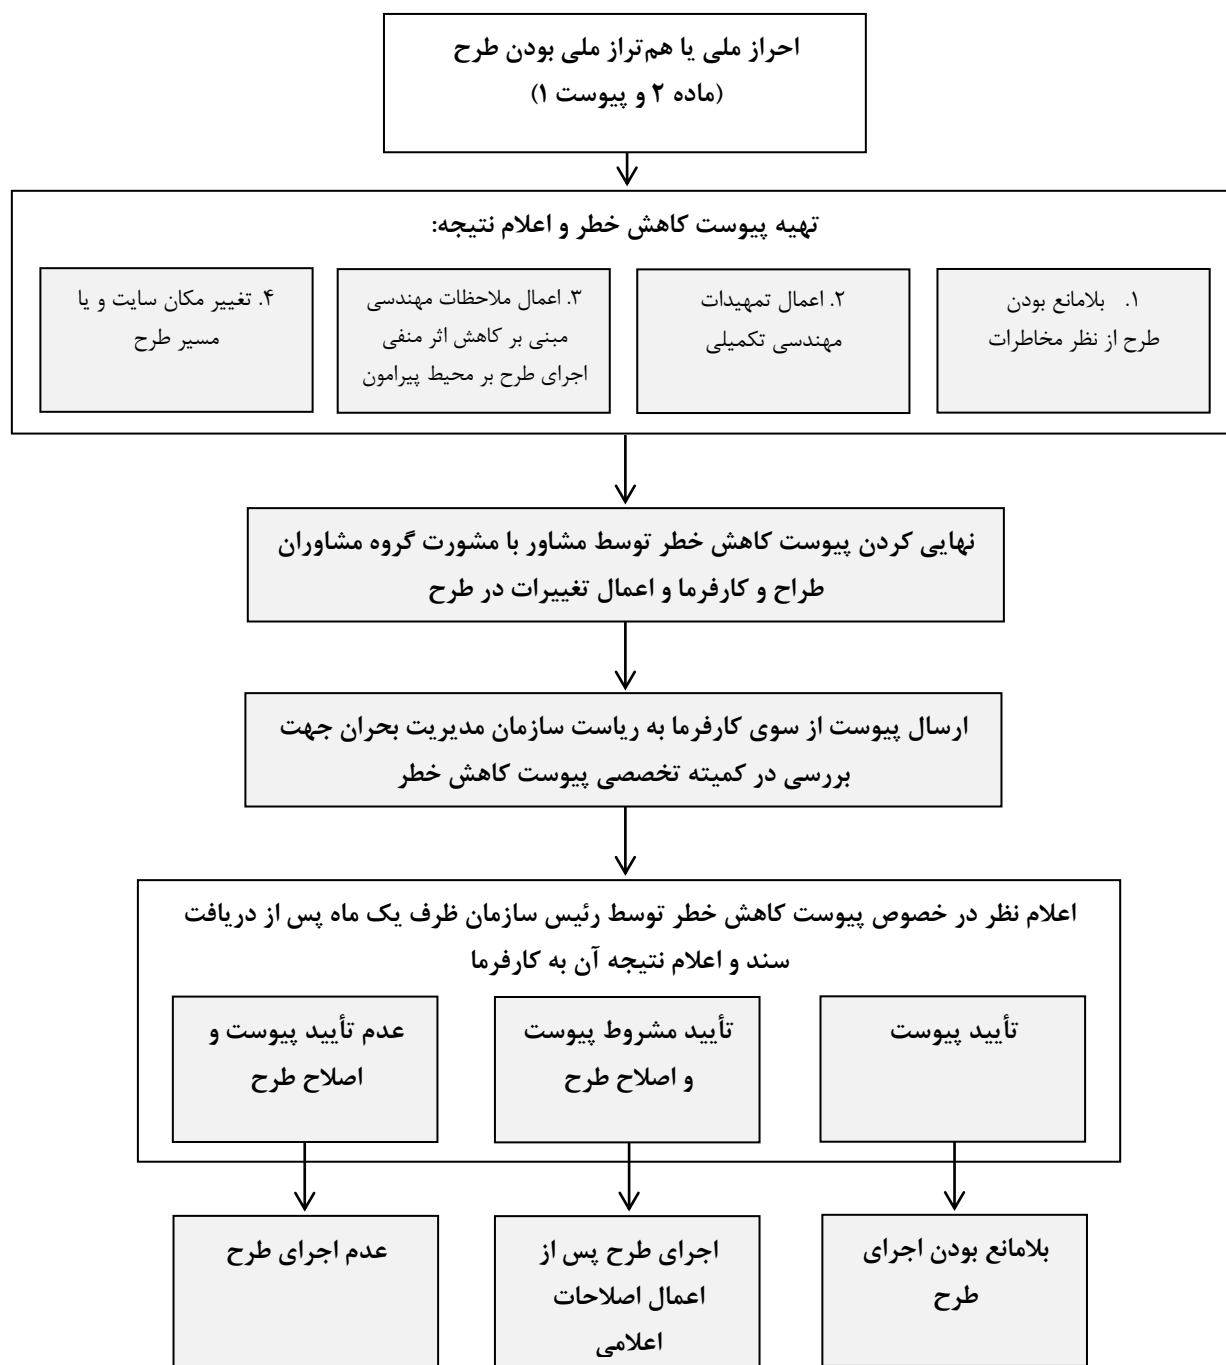 احراز ملی یا هم‌تراز ملی بودن طرح
(ماده ۲ و پیوست ۱)
تهیه پیوست کاهش خطر و اعلام نتیجه:
۱. بلامانع بودن
طرح از نظر مخاطرات
۲. اعمال تمهیدات
مهندسی تکمیلی
۳. اعمال ملاحظات مهندسی
مبنی بر کاهش اثر منفی
اجرای طرح بر محیط پیرامون
۴. تغییر مکان سایت و یا
مسیر طرح
نهایی کردن پیوست کاهش خطر توسط مشاور با مشورت گروه مشاوران
طراح و کارفرما و اعمال تغییرات در طرح
ارسال پیوست از سوی کارفرما به ریاست سازمان مدیریت بحران جهت
بررسی در کمیته تخصصی پیوست کاهش خطر
اعلام نظر در خصوص پیوست کاهش خطر توسط رئیس سازمان ظرف یک ماه پس از دریافت
سند و اعلام نتیجه آن به کارفرما
تأیید پیوست
تأیید مشروط پیوست
و اصلاح طرح
عدم تأیید پیوست و
اصلاح طرح
بلامانع بودن اجرای
طرح
اجرای طرح پس از
اعمال اصلاحات
اعلامی
عدم اجرای طرح